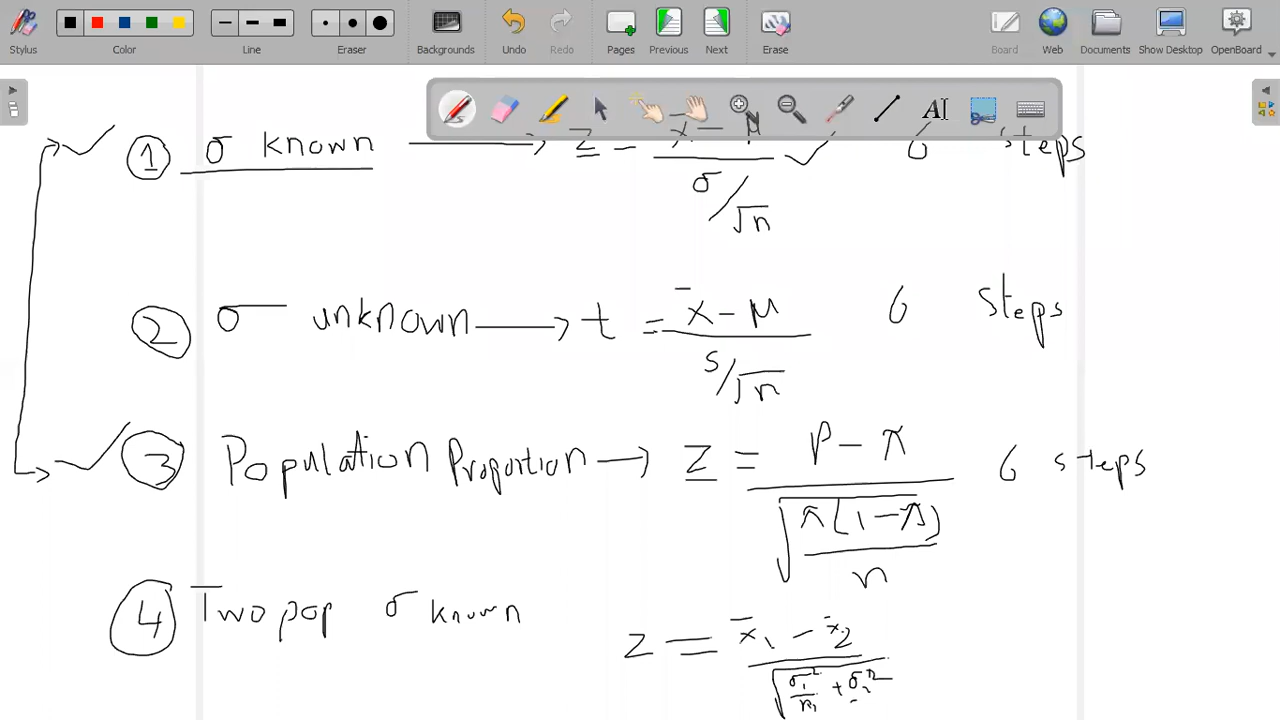 Stylus Color Line Eraser Backgrounds Undo Redo Pages Previous Next Erase Board Web Documents Show Desktop OpenBoard
① σ known → z = x̄ - μ / σ/√n 6 steps
② σ unknown → t = x̄ - μ / s/√n 6 steps
③ Population Proportion → z = p - π / √π(1-π)/n 6 steps
④ Two pop σ known
z = x̄₁ - x̄₂ / √σ₁²/n₁ + σ₂²